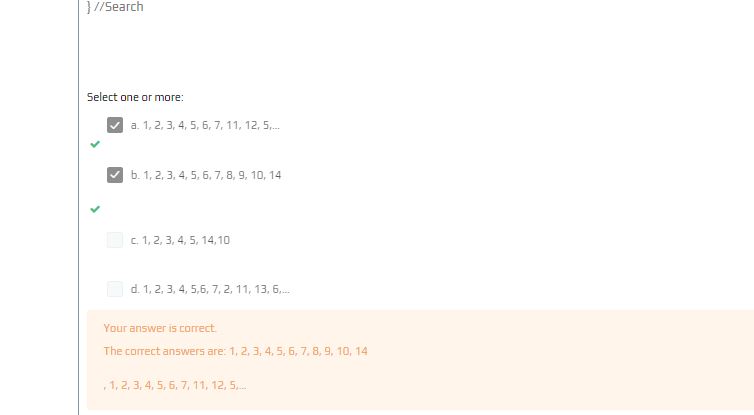 } //Search
Select one or more:
a. 1, 2, 3, 4, 5, 6, 7, 11, 12, 5,...
b. 1, 2, 3, 4, 5, 6, 7, 8, 9, 10, 14
c. 1, 2, 3, 4, 5, 14,10
d. 1, 2, 3, 4, 5,6, 7, 2, 11, 13, 6,...
Your answer is correct.
The correct answers are: 1, 2, 3, 4, 5, 6, 7, 8, 9, 10, 14
, 1, 2, 3, 4, 5, 6, 7, 11, 12, 5,...